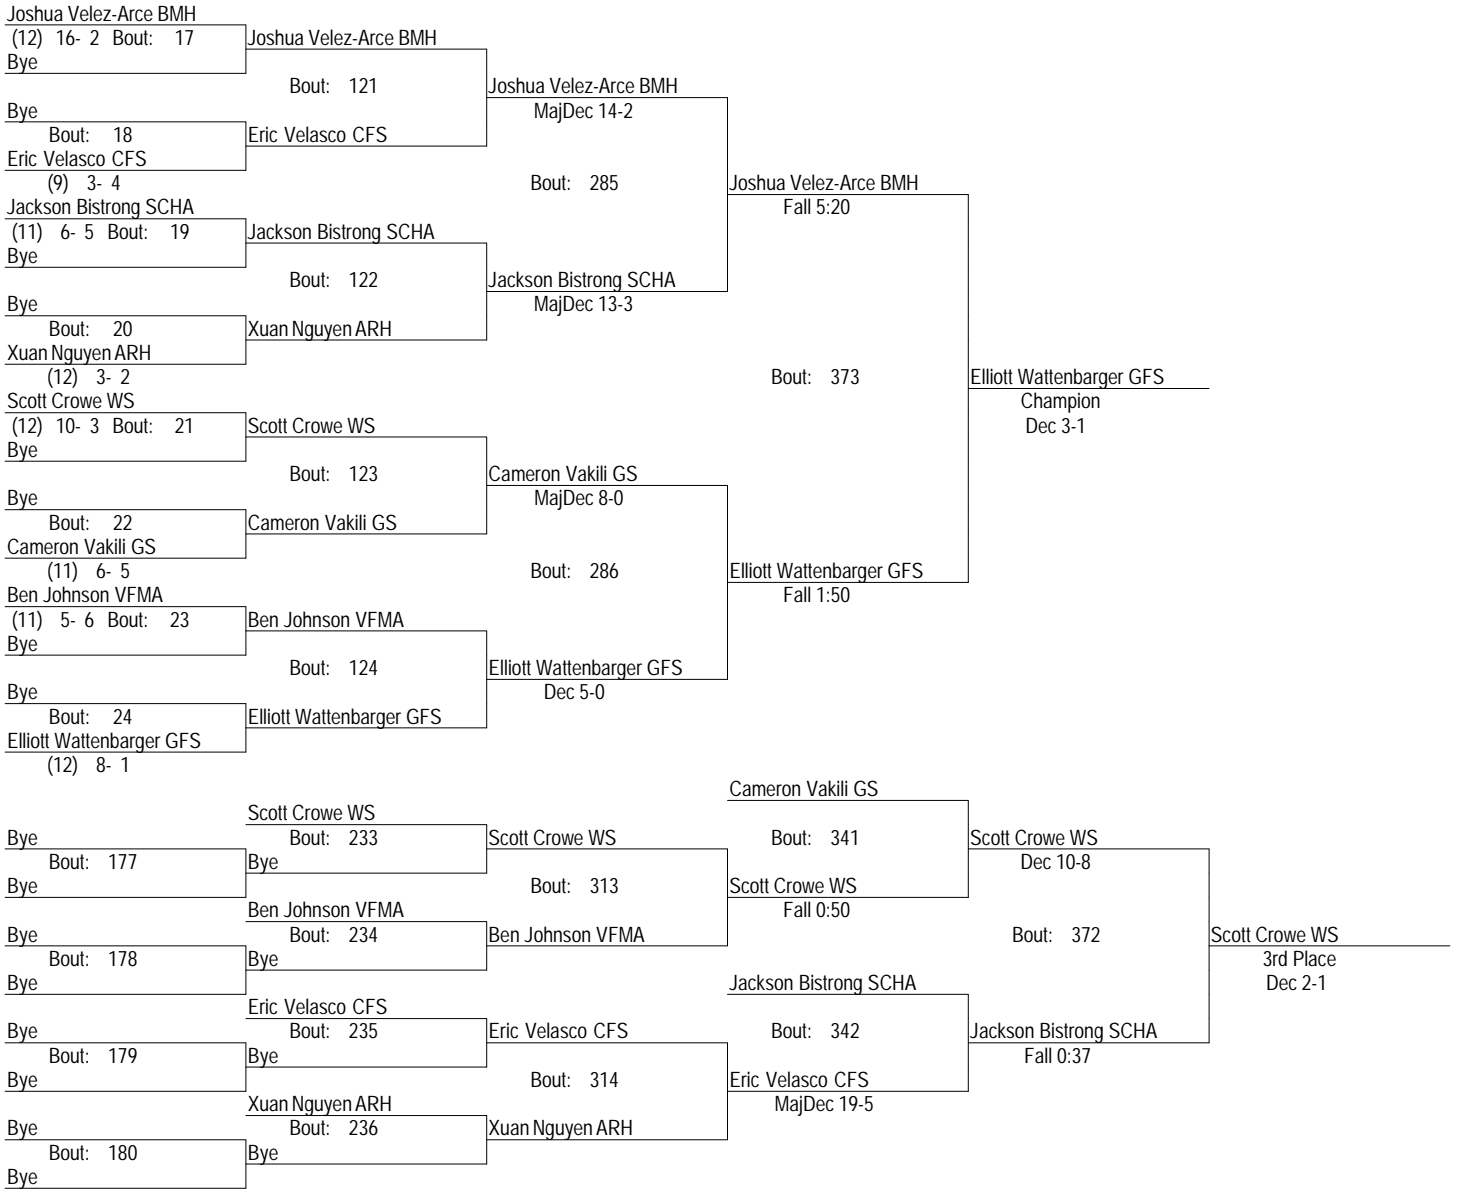 Joshua Velez-Arce BMH
(12) 16- 2 Bout: 17 Joshua Velez-Arce BMH
Bye
Bout: 121 Joshua Velez-Arce BMH
Bye MajDec 14-2
Bout: 18 Eric Velasco CFS
Eric Velasco CFS
(9) 3- 4 Bout: 285 Joshua Velez-Arce BMH
Jackson Bistrong SCHA Fall 5:20
(11) 6- 5 Bout: 19 Jackson Bistrong SCHA
Bye
Bout: 122 Jackson Bistrong SCHA
Bye MajDec 13-3
Bout: 20 Xuan Nguyen ARH
Xuan Nguyen ARH
(12) 3- 2 Bout: 373 Elliott Wattenbarger GFS
Scott Crowe WS Champion
(12) 10- 3 Bout: 21 Scott Crowe WS Dec 3-1
Bye
Bout: 123 Cameron Vakili GS
Bye MajDec 8-0
Bout: 22 Cameron Vakili GS
Cameron Vakili GS
(11) 6- 5 Bout: 286 Elliott Wattenbarger GFS
Ben Johnson VFMA Fall 1:50
(11) 5- 6 Bout: 23 Ben Johnson VFMA
Bye
Bout: 124 Elliott Wattenbarger GFS
Bye Dec 5-0
Bout: 24 Elliott Wattenbarger GFS
Elliott Wattenbarger GFS
(12) 8- 1
Cameron Vakili GS
Scott Crowe WS
Bye Bout: 233 Scott Crowe WS Bout: 341 Scott Crowe WS
Bout: 177 Bye Dec 10-8
Bye Bout: 313 Scott Crowe WS
Ben Johnson VFMA Fall 0:50
Bye Bout: 234 Ben Johnson VFMA Bout: 372 Scott Crowe WS
Bout: 178 Bye 3rd Place
Bye Jackson Bistrong SCHA Dec 2-1
Eric Velasco CFS
Bye Bout: 235 Eric Velasco CFS Bout: 342 Jackson Bistrong SCHA
Bout: 179 Bye Fall 0:37
Bye Bout: 314 Eric Velasco CFS
Xuan Nguyen ARH MajDec 19-5
Bye Bout: 236 Xuan Nguyen ARH
Bout: 180 Bye
Bye